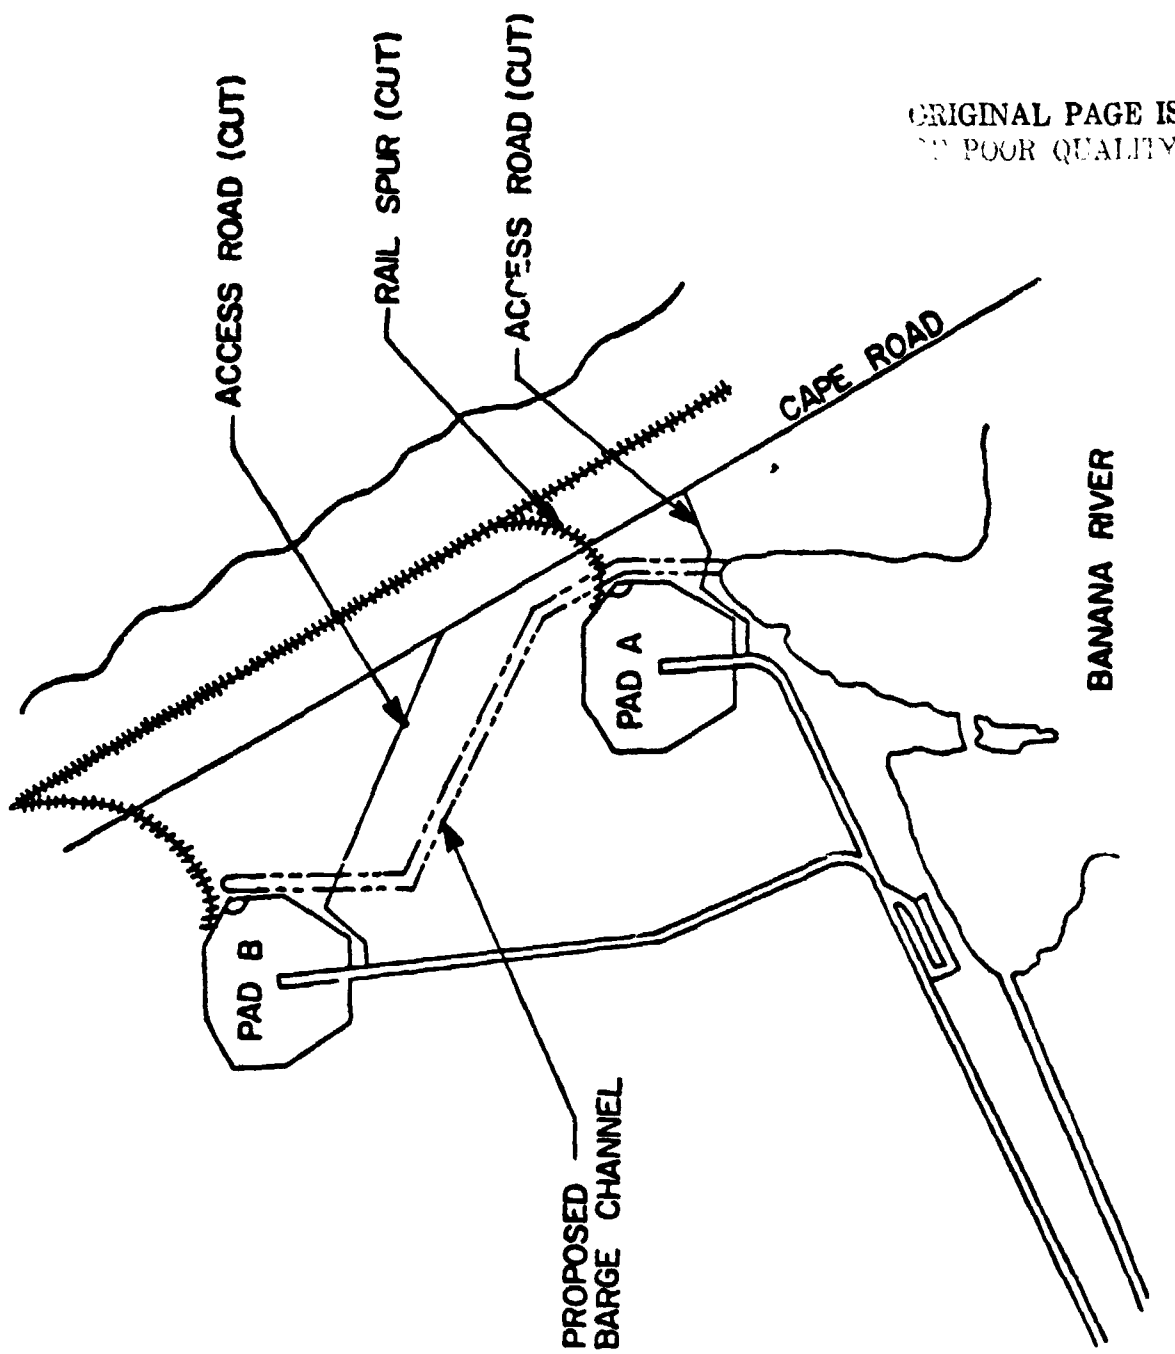 ACCESS ROAD (CUT)
RAIL SPUR (CUT)
ACCESS ROAD (CUT)
CAPE ROAD
PAD B
PAD A
PROPOSED
BARGE CHANNEL
BANANA RIVER
ORIGINAL PAGE IS
POOR QUALITY